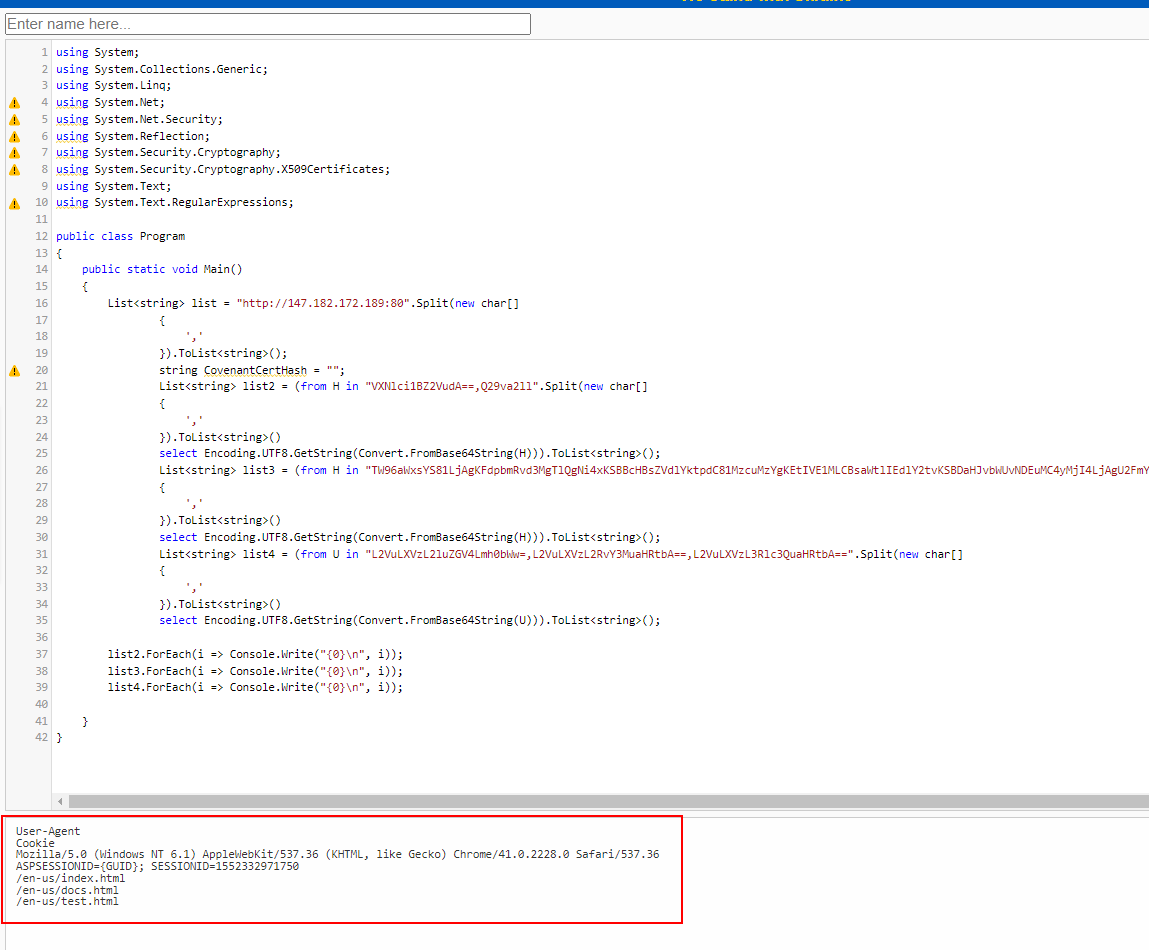 Enter name here...
1 using System;
2 using System.Collections.Generic;
3 using System.Linq;
4 using System.Net;
5 using System.Net.Security;
6 using System.Reflection;
7 using System.Security.Cryptography;
8 using System.Security.Cryptography.X509Certificates;
9 using System.Text;
10 using System.Text.RegularExpressions;
11
12 public class Program
13 {
14 public static void Main()
15 {
16 List<string> list = "http://147.182.172.189:80".Split(new char[]
17 {
18 ','
19 }).ToList<string>();
20 string CovenantCertHash = "";
21 List<string> list2 = (from H in "VXNlci1BZ2VudA==,Q29va2ll".Split(new char[]
22 {
23 ','
24 }).ToList<string>()
25 select Encoding.UTF8.GetString(Convert.FromBase64String(H))).ToList<string>();
26 List<string> list3 = (from H in "TW96aWxsYS81LjAgKFdpbmRvd3MgTlQgNi4xKSBBcHBsZVdlYktpdC81MzcuMzYgKEtIVE1MLCBsaWtlIEdlY2tvKSBDaHJvbWUvNDEuMC4yMjI4LjAgU2FmY
27 {
28 ','
29 }).ToList<string>()
30 select Encoding.UTF8.GetString(Convert.FromBase64String(H))).ToList<string>();
31 List<string> list4 = (from U in "L2VuLXVzL2luZGV4Lmh0bWw=,L2VuLXVzL2RvY3MuaHRtbA==,L2VuLXVzL3Rlc3QuaHRtbA==".Split(new char[]
32 {
33 ','
34 }).ToList<string>()
35 select Encoding.UTF8.GetString(Convert.FromBase64String(U))).ToList<string>();
36
37 list2.ForEach(i => Console.Write("{0}\n", i));
38 list3.ForEach(i => Console.Write("{0}\n", i));
39 list4.ForEach(i => Console.Write("{0}\n", i));
40
41 }
42 }
User-Agent
Cookie
Mozilla/5.0 (Windows NT 6.1) AppleWebKit/537.36 (KHTML, like Gecko) Chrome/41.0.2228.0 Safari/537.36
ASPSESSIONID={GUID}; SESSIONID=1552332971750
/en-us/index.html
/en-us/docs.html
/en-us/test.html